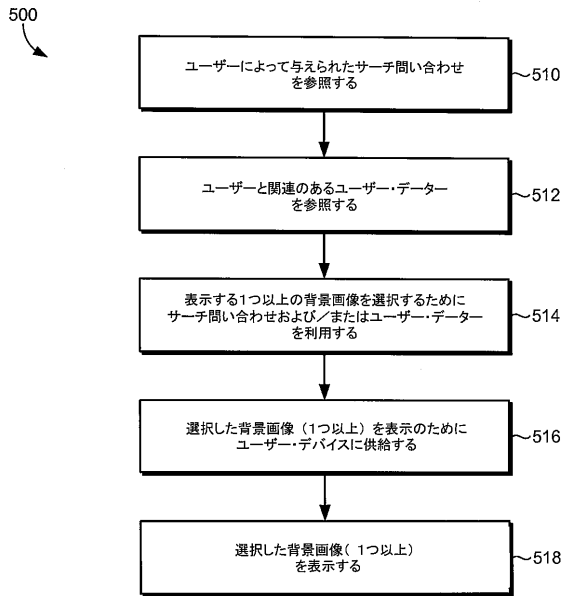 500
ユーザーによって与えられたサーチ問い合わせ
を参照する
510
ユーザーと関連のあるユーザー・データー
を参照する
512
表示する1つ以上の背景画像を選択するために
サーチ問い合わせおよび/またはユーザー・データー
を利用する
514
選択した背景画像(1つ以上)を表示のために
ユーザー・デバイスに供給する
516
選択した背景画像(1つ以上)
を表示する
518